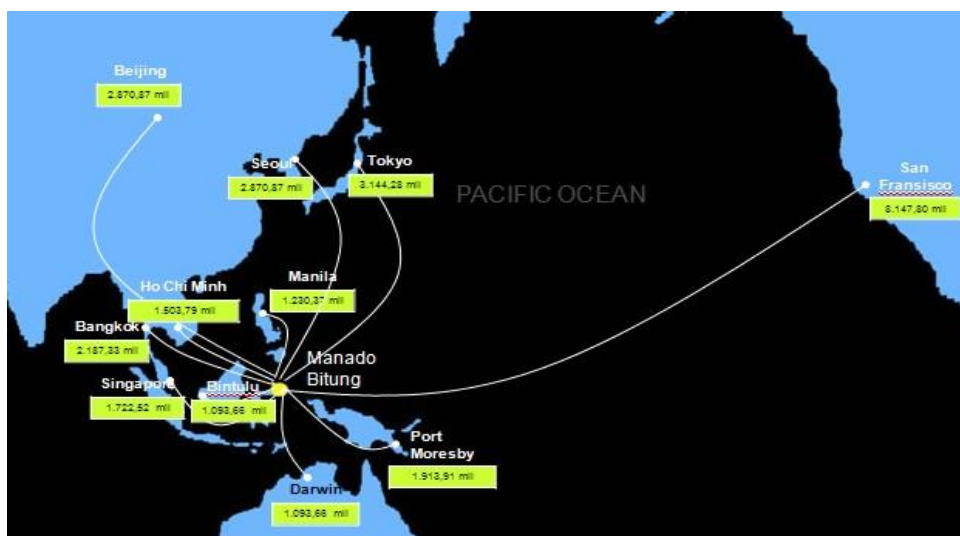 Beijing
2.870,87 mil
Seoul
2.870,87 mil
Tokyo
3.144,28 mil
PACIFIC OCEAN
San
Fransisco
8.147,80 mil
Ho Chi Minh
1.503,79 mil
Manila
1.230,37 mil
Bangkok
2.187,33 mil
Manado
Bitung
Singapore
1.722,52 mil
Bintulu
1.093,66 mil
Port
Moresby
1.913,91 mil
Darwin
1.093,66 mil